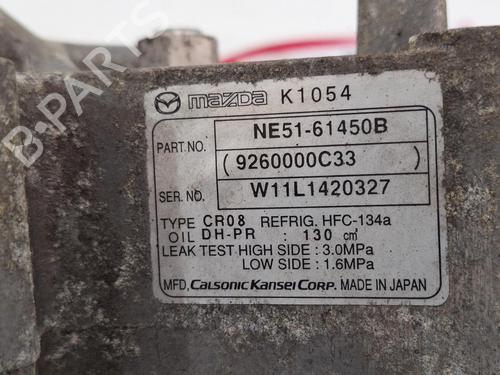 mazda K1054
PART NO. NE51-61450B
(9260000C33)
SER NO. W11L1420327
TYPE CR08 REFRIG. HFC-134a
OIL DH-PR : 130 cm³
LEAK TEST HIGH SIDE : 3.0MPa
LOW SIDE : 1.6MPa
MFD. CALSONIC KANSEI CORP. MADE IN JAPAN
B-PARTS